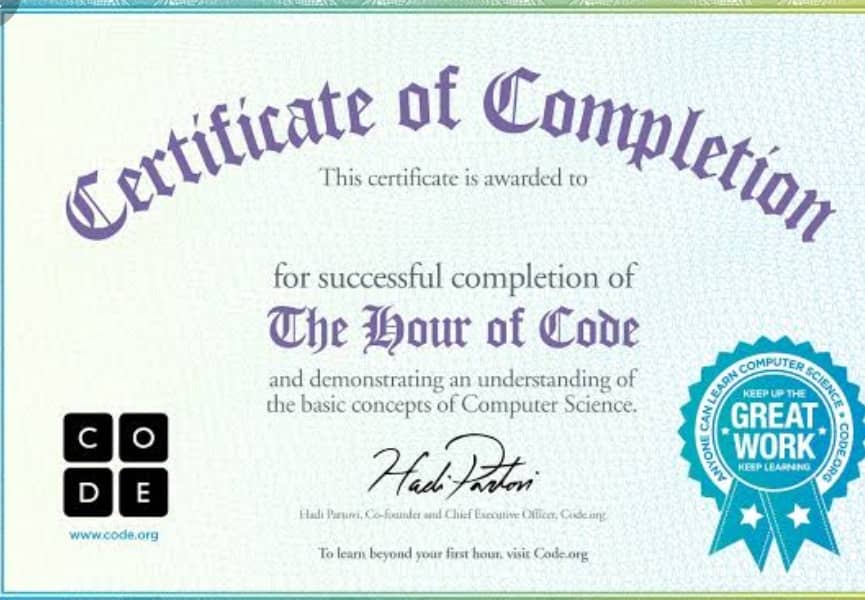 Certificate of Completion
This certificate is awarded to
for successful completion of
The Hour of Code
and demonstrating an understanding of
the basic concepts of Computer Science.
C O
D E
www.code.org
Hadi Partovi
Hadi Partovi, Co-founder and Chief Executive Officer, Code.org
To learn beyond your first hour, visit Code.org
ANYONE CAN LEARN COMPUTER SCIENCE • CODE.ORG
KEEP UP THE
GREAT
WORK
KEEP LEARNING